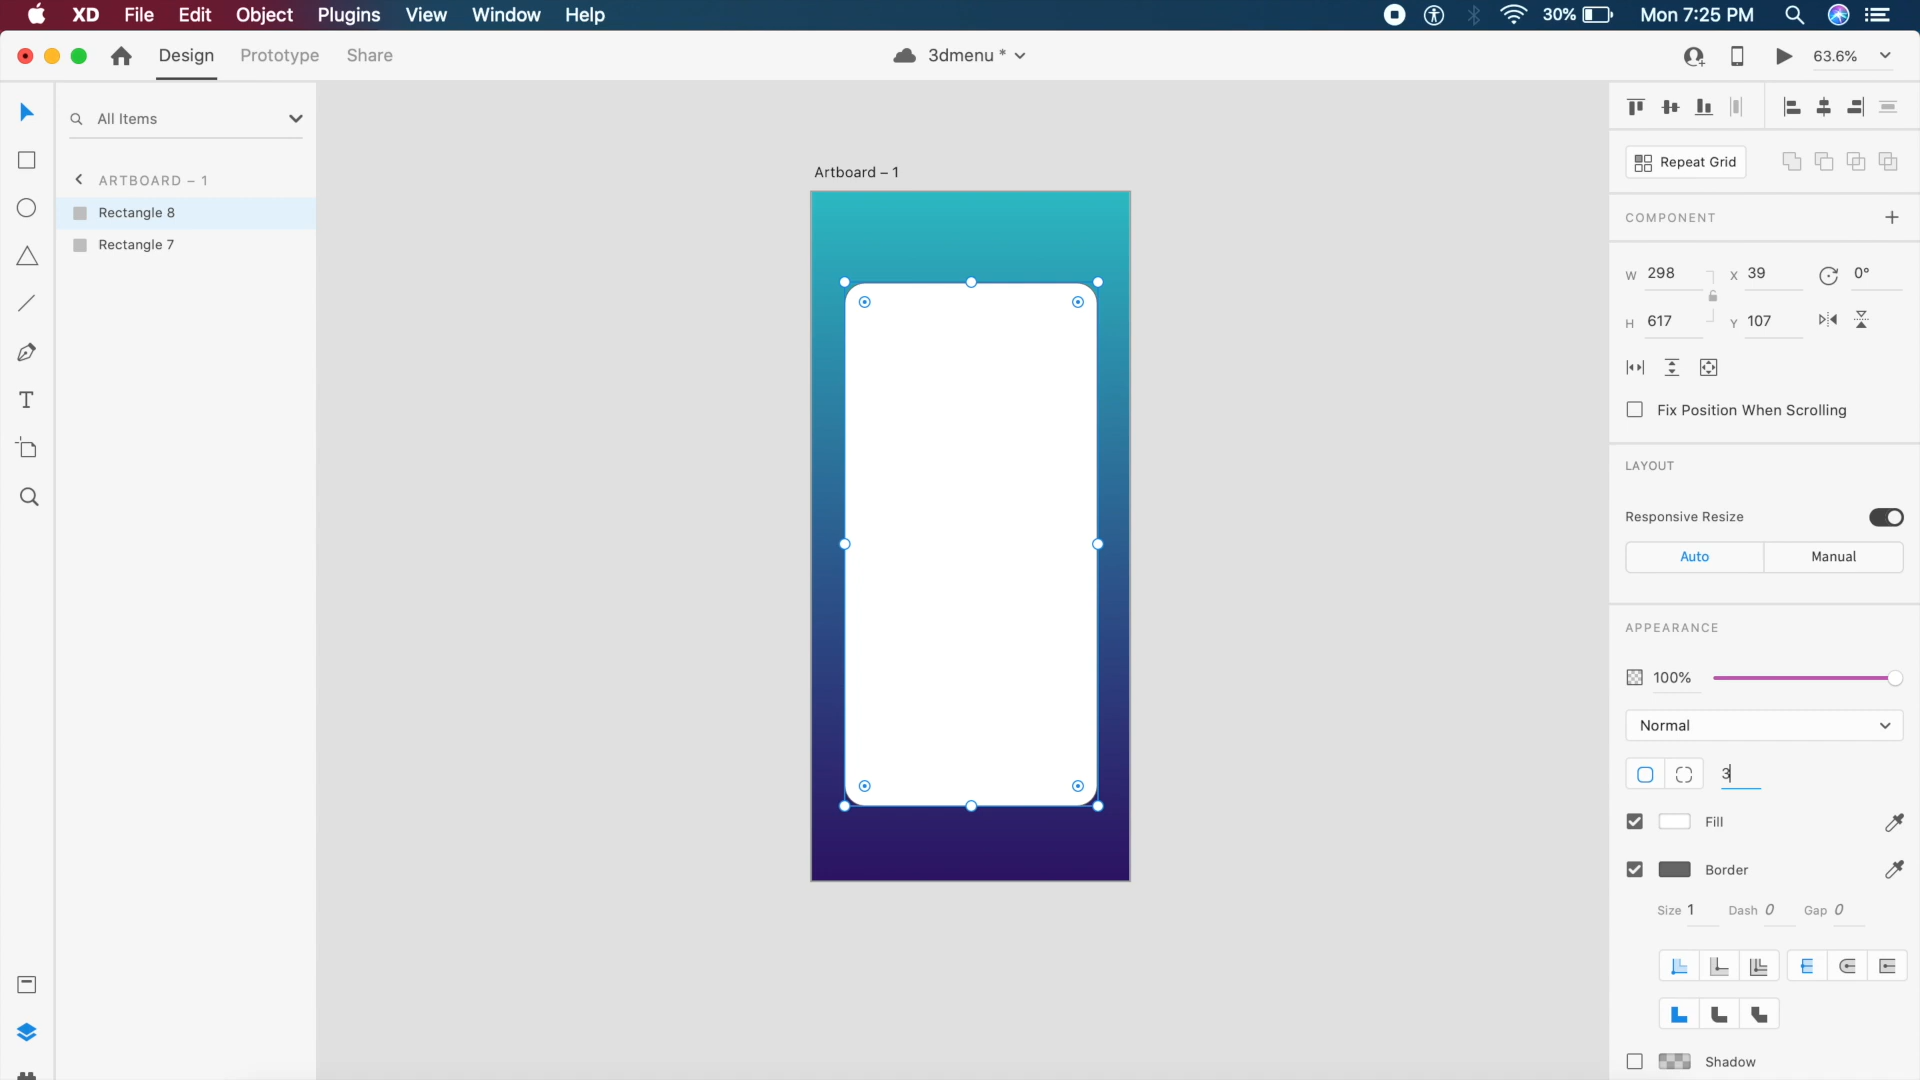 XD File Edit Object Plugins View Window Help 30% Mon 7:25 PM
Design Prototype Share 3dmenu * 63.6%
All Items
ARTBOARD – 1
Rectangle 8
Rectangle 7
Artboard – 1
Repeat Grid
COMPONENT
W 298 X 39 0°
H 617 Y 107
Fix Position When Scrolling
LAYOUT
Responsive Resize
Auto Manual
APPEARANCE
100%
Normal
3
Fill
Border
Size 1 Dash 0 Gap 0
Shadow